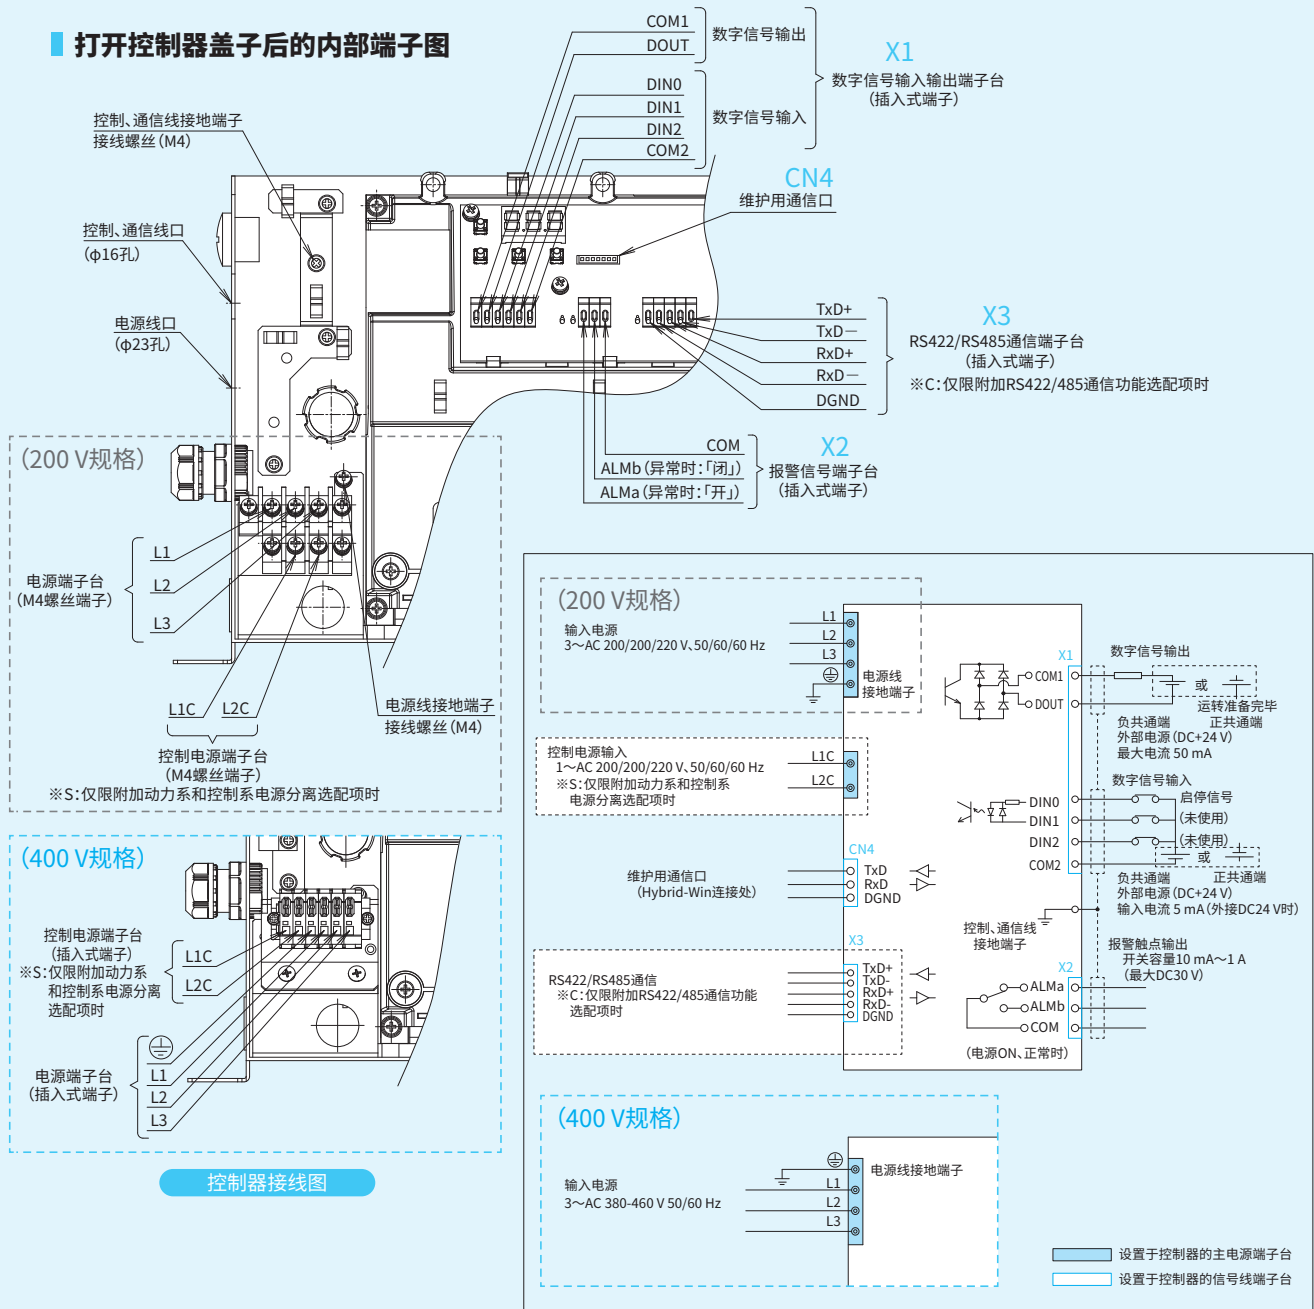 打开控制器盖子后的内部端子图
COM1
DOUT
数字信号输出
DIN0
DIN1
DIN2
COM2
数字信号输入
X1
数字信号输入输出端子台
（插入式端子）
控制、通信线接地端子
接线螺丝（M4）
CN4
维护用通信口
控制、通信线口
（φ16孔）
电源线口
（φ23孔）
TxD+
TxD－
RxD+
RxD－
DGND
X3
RS422/RS485通信端子台
（插入式端子）
※C：仅限附加RS422/485通信功能选配项时
COM
ALMb（异常时：「闭」）
ALMa（异常时：「开」）
X2
报警信号端子台
（插入式端子）
（200 V规格）
L1
L2
L3
电源端子台
（M4螺丝端子）
L1C
L2C
控制电源端子台
（M4螺丝端子）
电源线接地端子
接线螺丝（M4）
※S：仅限附加动力系和控制系电源分离选配项时
（400 V规格）
控制电源端子台
（插入式端子）
※S：仅限附加动力系
和控制系电源分离
选配项时
L1C
L2C
电源端子台
（插入式端子）
L1
L2
L3
控制器接线图
（200 V规格）
输入电源
3～AC 200/200/220 V、50/60/60 Hz
L1
L2
L3
电源线
接地端子
控制电源输入
1～AC 200/200/220 V、50/60/60 Hz
※S：仅限附加动力系和控制系
电源分离选配项时
L1C
L2C
维护用通信口
（Hybrid-Win连接处）
CN4
TxD
RxD
DGND
RS422/RS485通信
※C：仅限附加RS422/485通信功能
选配项时
X3
TxD+
TxD-
RxD+
RxD-
DGND
X1
COM1
DOUT
数字信号输出
或
运转准备完毕
负共通端
正共通端
外部电源（DC+24 V）
最大电流 50 mA
数字信号输入
DIN0
DIN1
DIN2
COM2
启停信号
（未使用）
（未使用）
或
负共通端
正共通端
外部电源（DC+24 V）
输入电流 5 mA（外接DC24 V时）
控制、通信线
接地端子
报警触点输出
开关容量10 mA～1 A
（最大DC30 V）
X2
ALMa
ALMb
COM
（电源ON、正常时）
（400 V规格）
输入电源
3～AC 380-460 V 50/60 Hz
L1
L2
L3
电源线接地端子
设置于控制器的主电源端子台
设置于控制器的信号线端子台